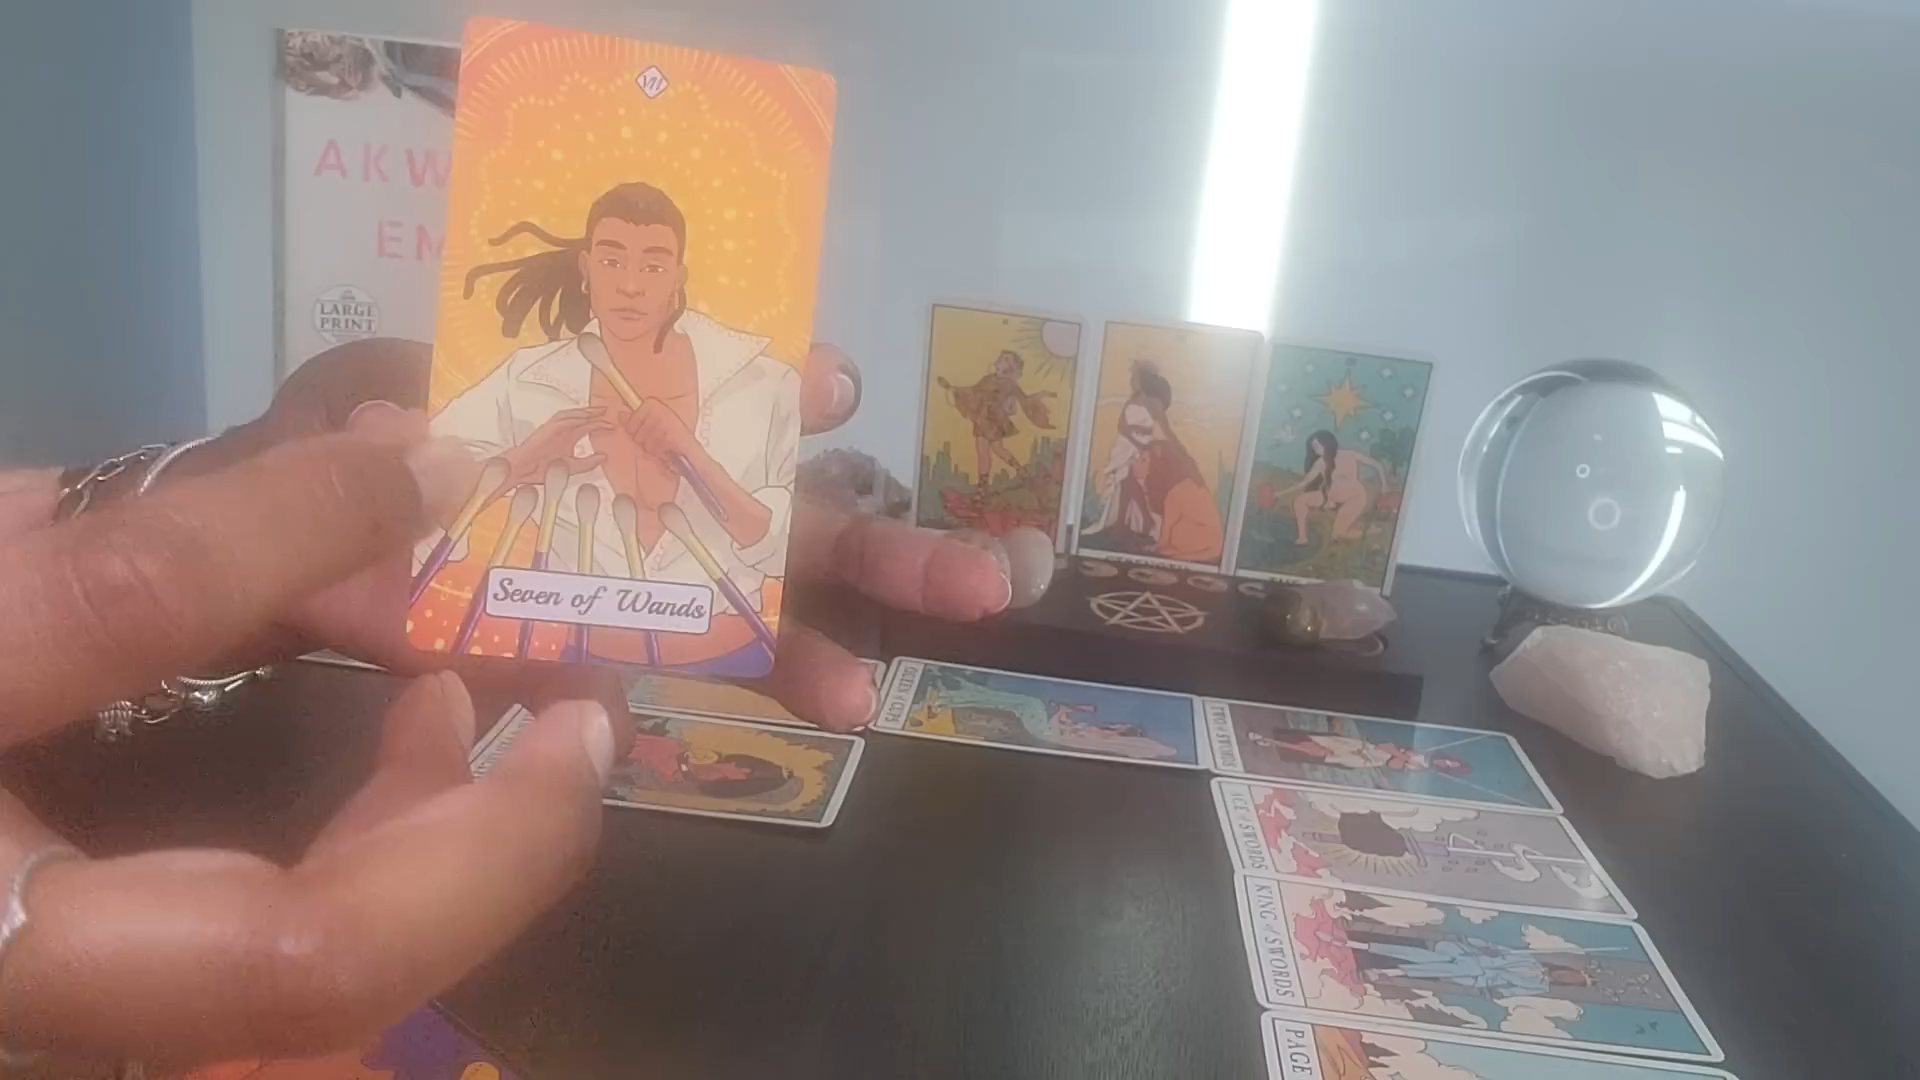 AKW
EM
LARGE
PRINT
VII
Seven of Wands
QUEEN of CUPS
TWO of SWORDS
ACE of SWORDS
KING of SWORDS
PAGE